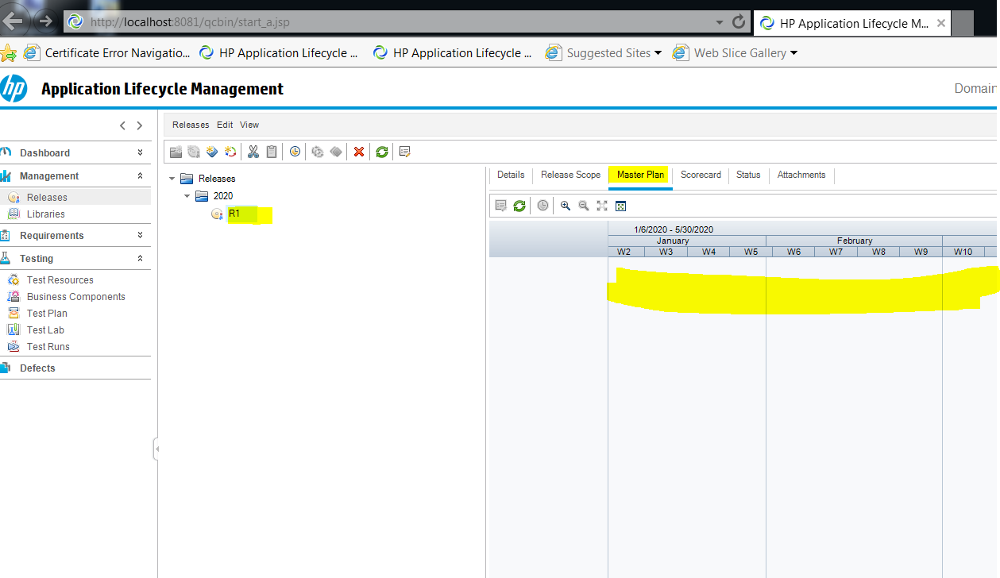 http://localhost:8081/qcbin/start_a.jsp
HP Application Lifecycle M...
Certificate Error Navigatio...
HP Application Lifecycle ...
HP Application Lifecycle ...
Suggested Sites
Web Slice Gallery
hp
Application Lifecycle Management
Domain
Releases Edit View
Dashboard
Management
Releases
Libraries
Requirements
Testing
Test Resources
Business Components
Test Plan
Test Lab
Test Runs
Defects
Releases
2020
R1
Details Release Scope Master Plan Scorecard Status Attachments
1/6/2020 - 5/30/2020
January February
W2 W3 W4 W5 W6 W7 W8 W9 W10